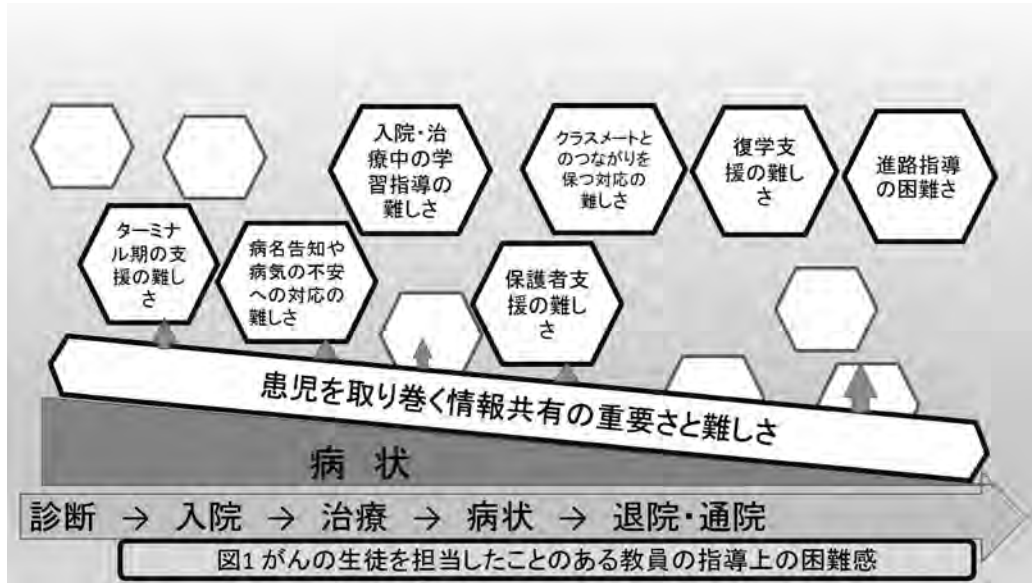 入院・治
療中の学
習指導の
難しさ
クラスメートと
のつながりを
保つ対応の
難しさ
復学支
援の難し
さ
進路指導
の困難さ
ターミナ
ル期の支
援の難し
さ
病名告知や
病気の不安
への対応の
難しさ
保護者支
援の難し
さ
患児を取り巻く情報共有の重要さと難しさ
病 状
診断 → 入院 → 治療 → 病状 → 退院・通院
図1 がんの生徒を担当したことのある教員の指導上の困難感